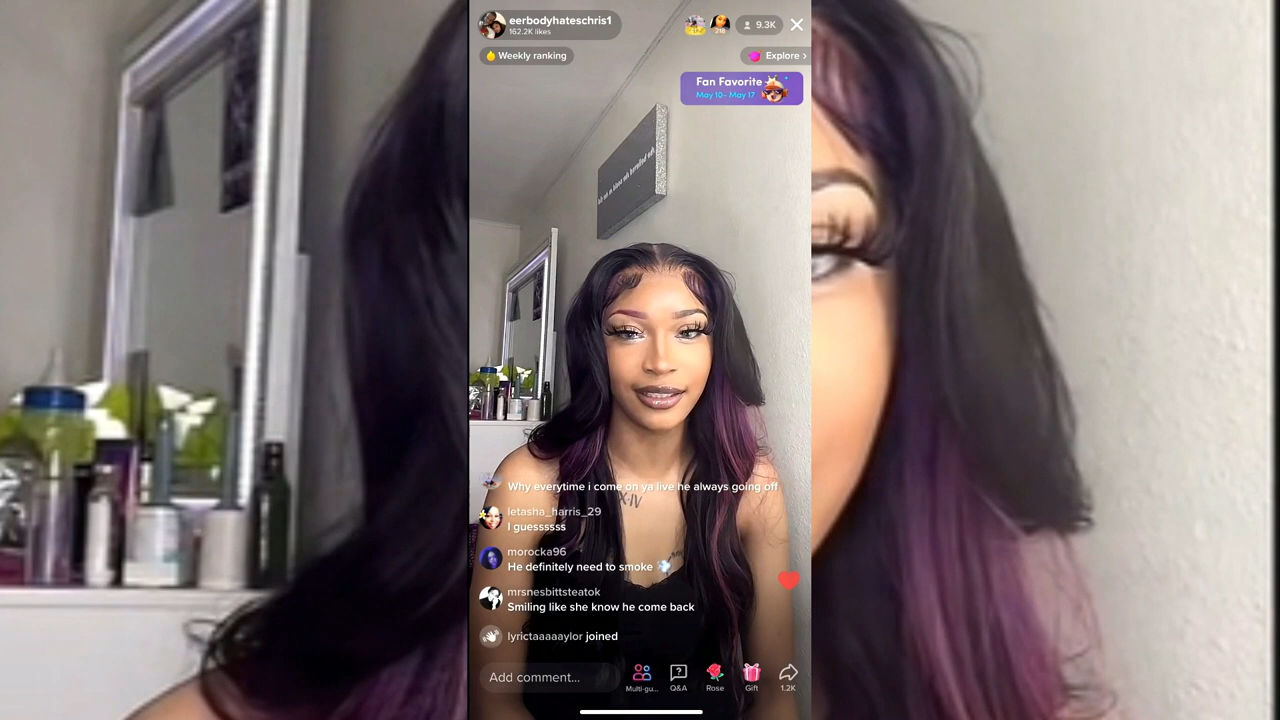 eerbodyhateschris1
162.2K likes
9.3K
Weekly ranking
Explore
Fan Favorite
May 10- May 17
Why everytime i come on ya live he always going off
X·IV
letasha_harris_29
I guessssss
morocka96
He definitely need to smoke
mrsnesbittsteatok
Smiling like she know he come back
lyrictaaaaaylor joined
Add comment...
Multi-gu...
Q&A
Rose
Gift
1.2K